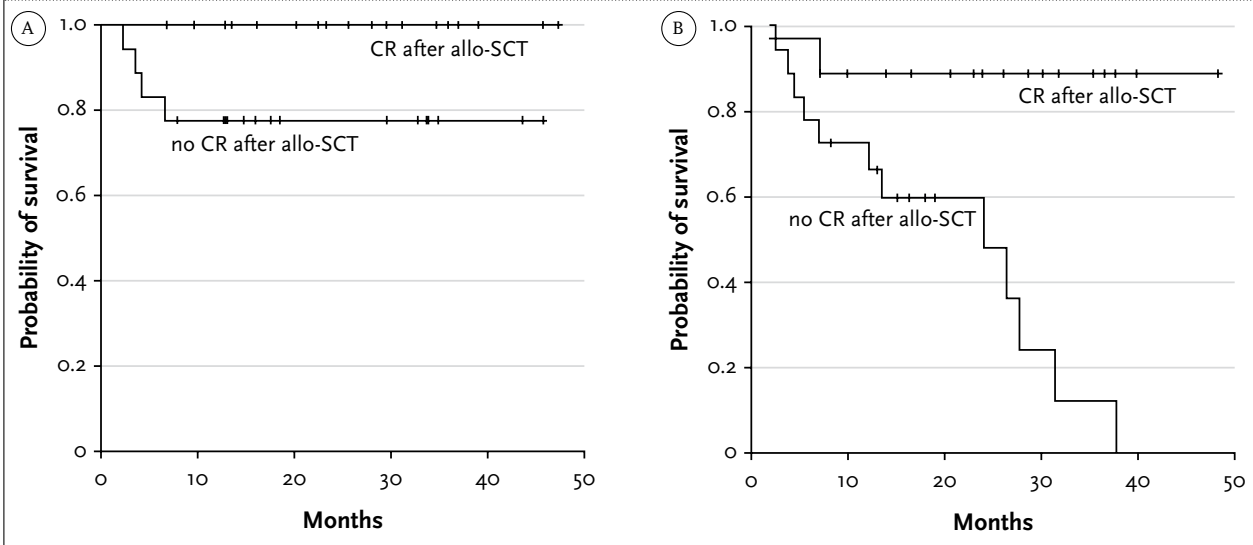 A
Probability of survival
1.0
0.8
0.6
0.4
0.2
0
CR after allo-SCT
no CR after allo-SCT
0 10 20 30 40 50
Months
B
Probability of survival
1.0
0.8
0.6
0.4
0.2
0
CR after allo-SCT
no CR after allo-SCT
0 10 20 30 40 50
Months